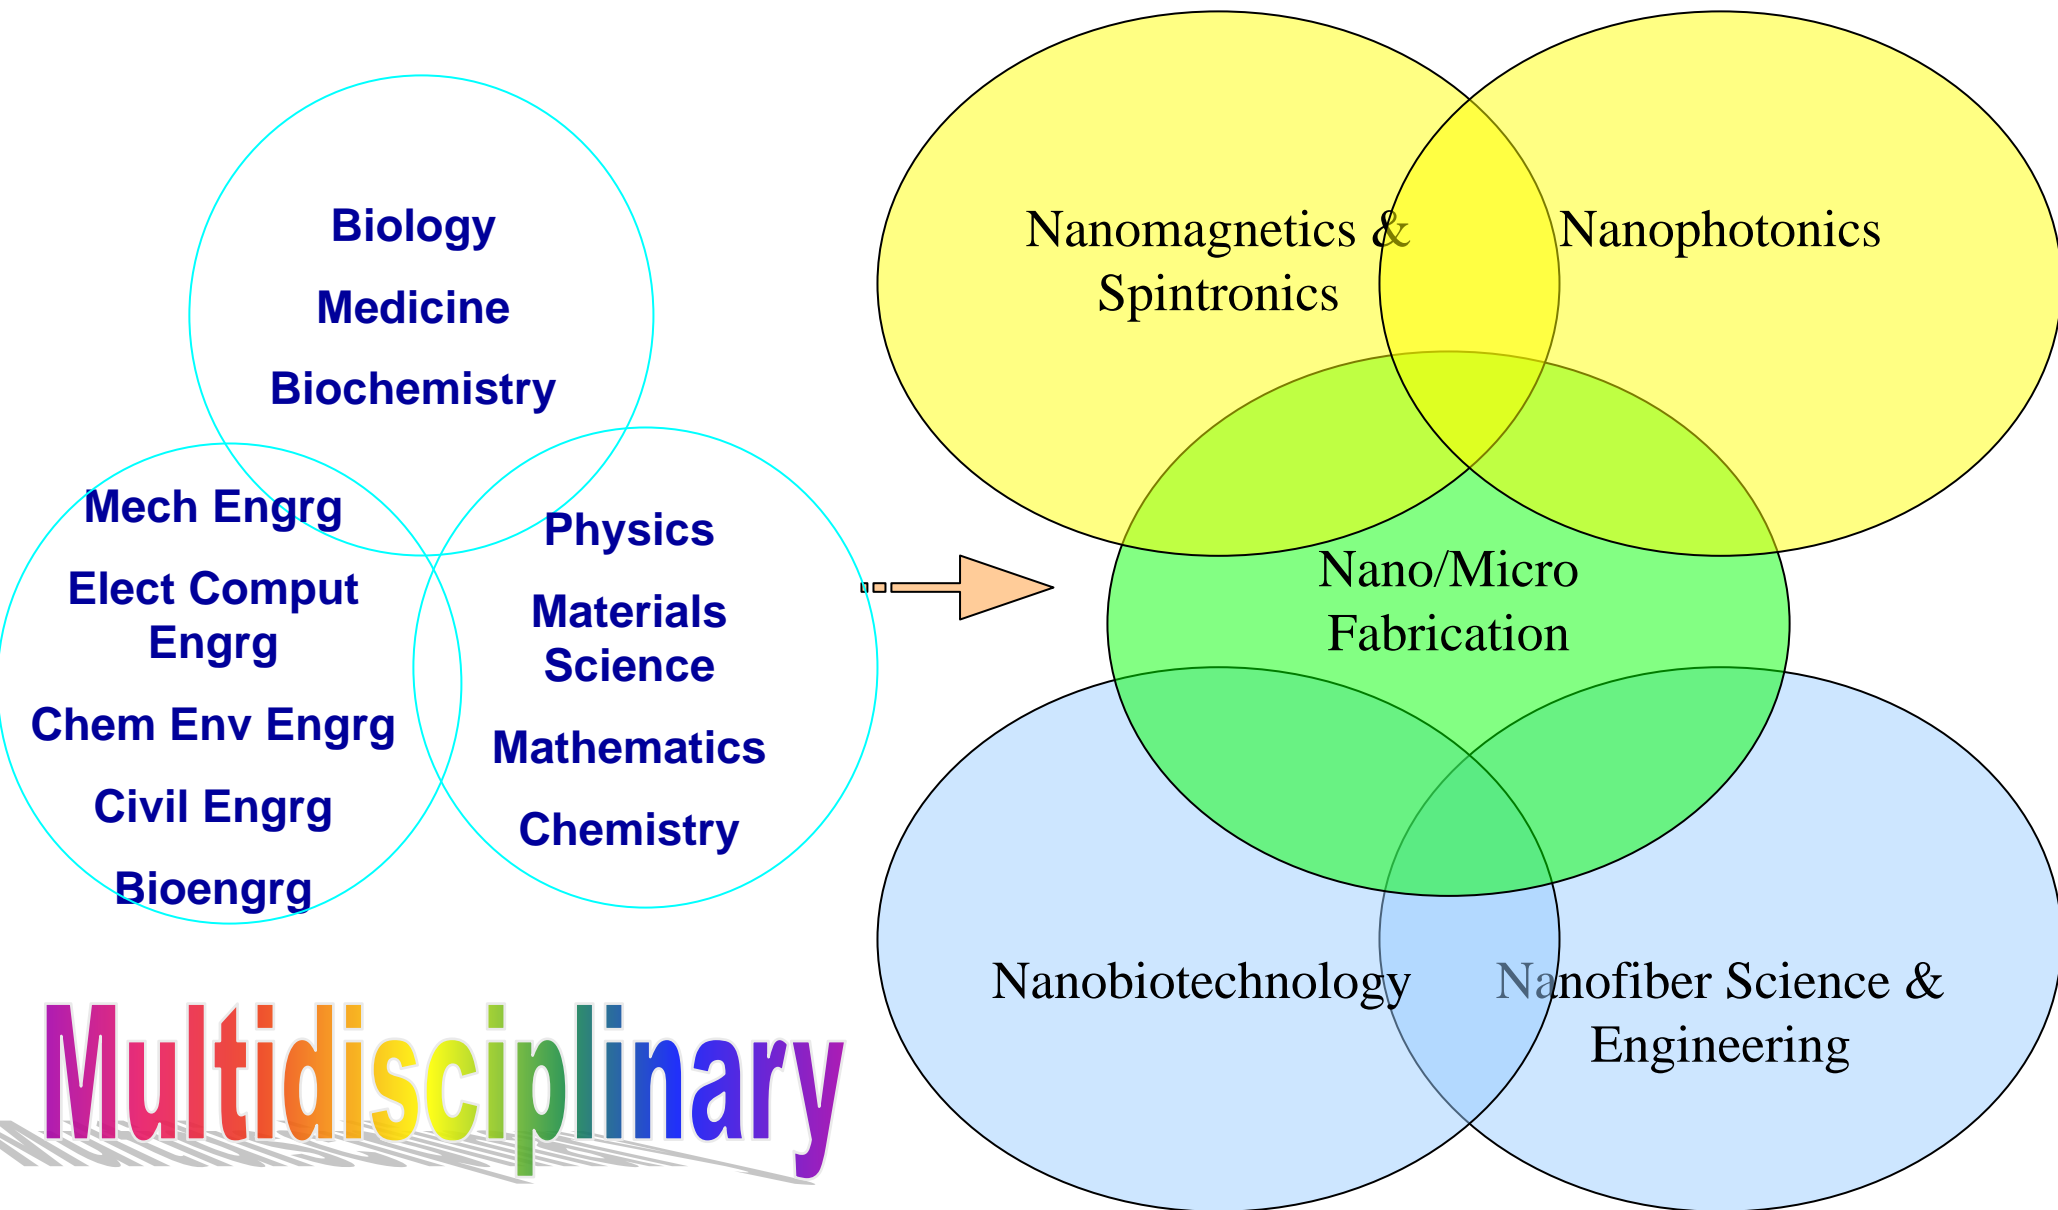 Biology
Medicine
Biochemistry
Mech Engrg
Elect Comput
Engrg
Chem Env Engrg
Civil Engrg
Bioengrg
Physics
Materials
Science
Mathematics
Chemistry
Multidisciplinary
Nanomagnetics &
Spintronics
Nanophotonics
Nano/Micro
Fabrication
Nanobiotechnology
Nanofiber Science &
Engineering